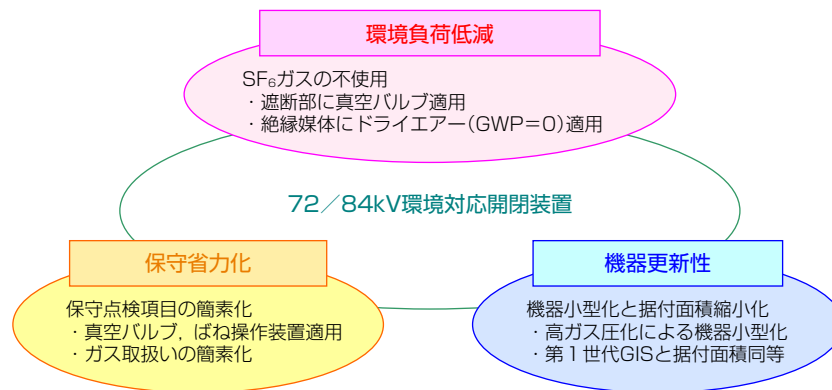 環境負荷低減
SF₆ガスの不使用
・遮断部に真空バルブ適用
・絶縁媒体にドライエアー(GWP=0)適用
72／84kV環境対応開閉装置
保守省力化
保守点検項目の簡素化
・真空バルブ，ばね操作装置適用
・ガス取扱いの簡素化
機器更新性
機器小型化と据付面積縮小化
・高ガス圧化による機器小型化
・第1世代GISと据付面積同等